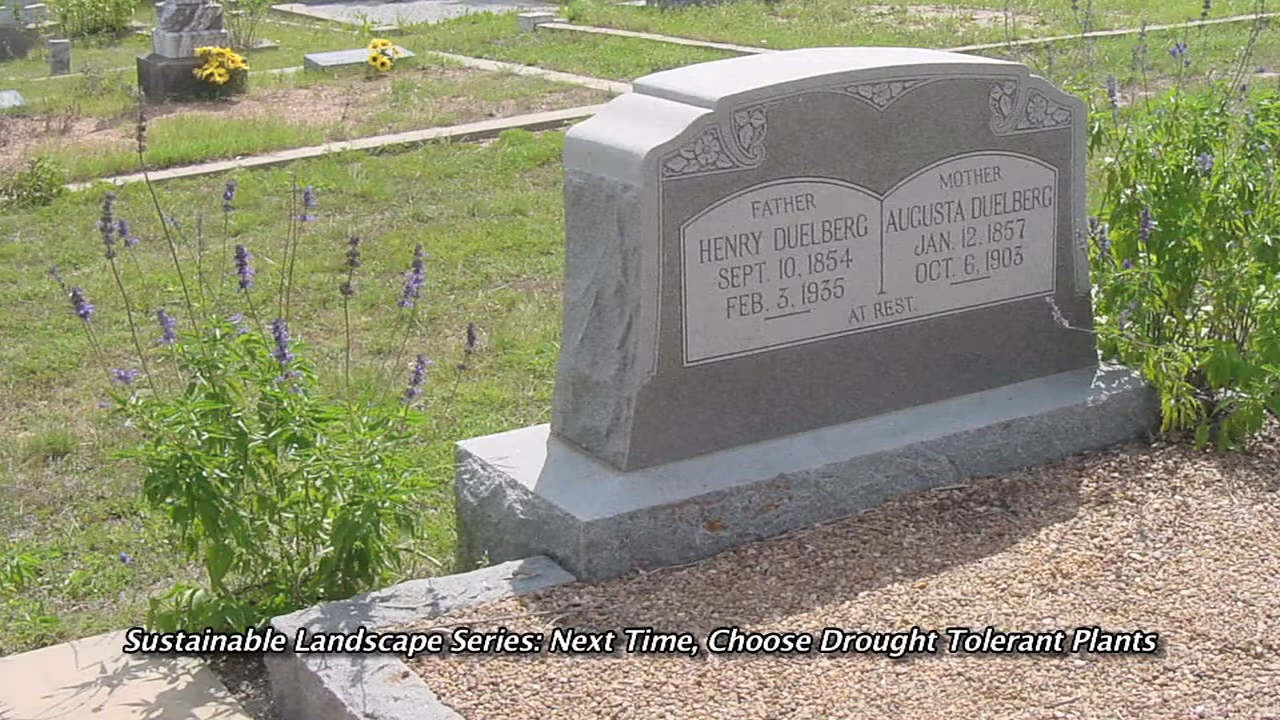 FATHER
HENRY DUELBERG
SEPT. 10, 1854
FEB. 3, 1935
MOTHER
AUGUSTA DUELBERG
JAN. 12, 1857
OCT. 6, 1903
AT REST.
Sustainable Landscape Series: Next Time, Choose Drought Tolerant Plants